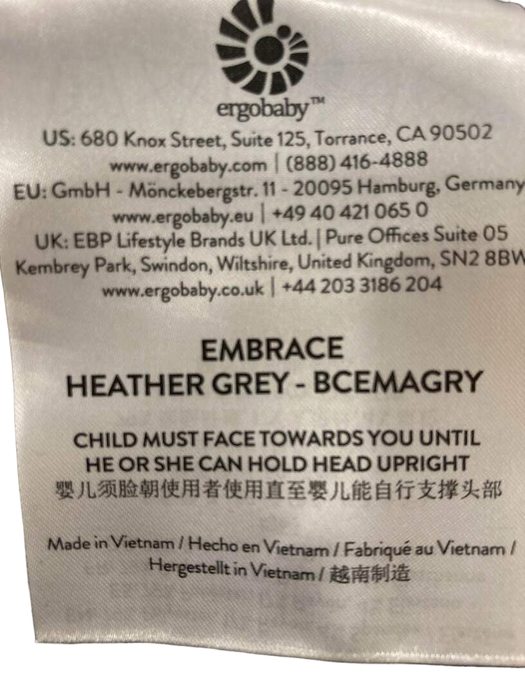 ergobaby™
US: 680 Knox Street, Suite 125, Torrance, CA 90502
www.ergobaby.com | (888) 416-4888
EU: GmbH - Mönckebergstr. 11 - 20095 Hamburg, Germany
www.ergobaby.eu | +49 40 421 065 0
UK: EBP Lifestyle Brands UK Ltd. | Pure Offices Suite 05
Kembrey Park, Swindon, Wiltshire, United Kingdom, SN2 8BW
www.ergobaby.co.uk | +44 203 3186 204
EMBRACE
HEATHER GREY - BCEMAGRY
CHILD MUST FACE TOWARDS YOU UNTIL
HE OR SHE CAN HOLD HEAD UPRIGHT
婴儿须脸朝使用者使用直至婴儿能自行支撑头部
Made in Vietnam / Hecho en Vietnam / Fabriqué au Vietnam /
Hergestellt in Vietnam / 越南制造